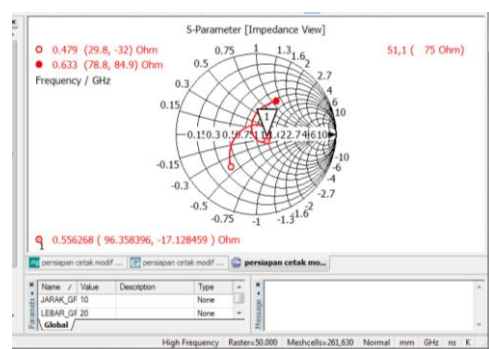 S-Parameter [Impedance View]
0.479 (29.8, -32) Ohm
0.633 (78.8, 84.9) Ohm
Frequency / GHz
S1,1 ( 75 Ohm)
0.75 1 1.3 1.6 2 2.7 4 6 10
0.5 0.3 0.15
-0.15 -0.3 -0.5 -0.75 -1 -1.3 -1.6 -2 -2.7 -4 -6 -10
1
0.556268 ( 96.358396, -17.128459 ) Ohm
1
persiapan cetak modif ... persiapan cetak modif ... persiapan cetak mo...
Name / Value Description Type
JARAK_GF 10 None
LEBAR_GF 20 None
Global
Message
High Frequency Raster=50.000 Meshcells=261,630 Normal mm GHz ns K